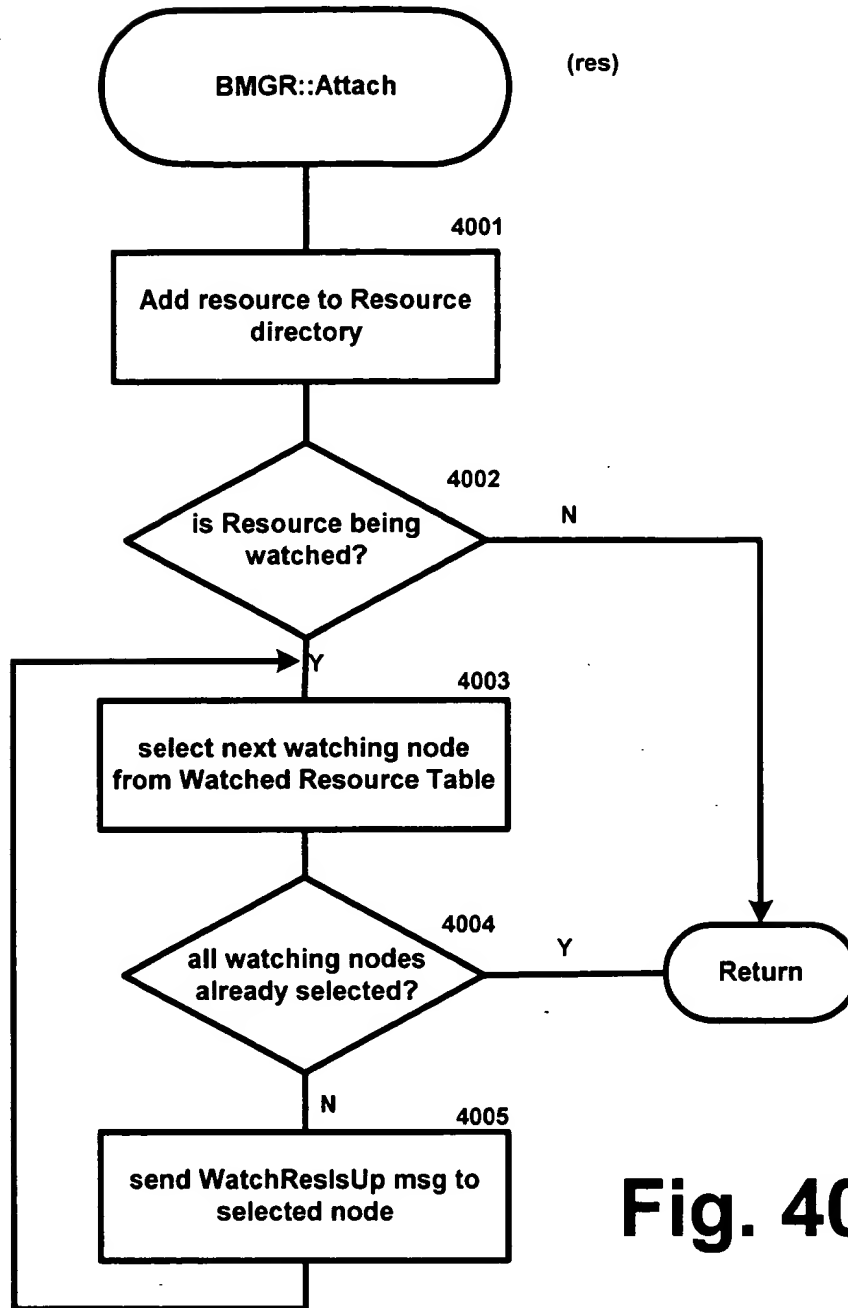 BMGR::Attach
(res)
4001
Add resource to Resource
directory
4002
is Resource being
watched?
N
Y
4003
select next watching node
from Watched Resource Table
4004
all watching nodes
already selected?
Y
Return
N
4005
send WatchResIsUp msg to
selected node
Fig. 40